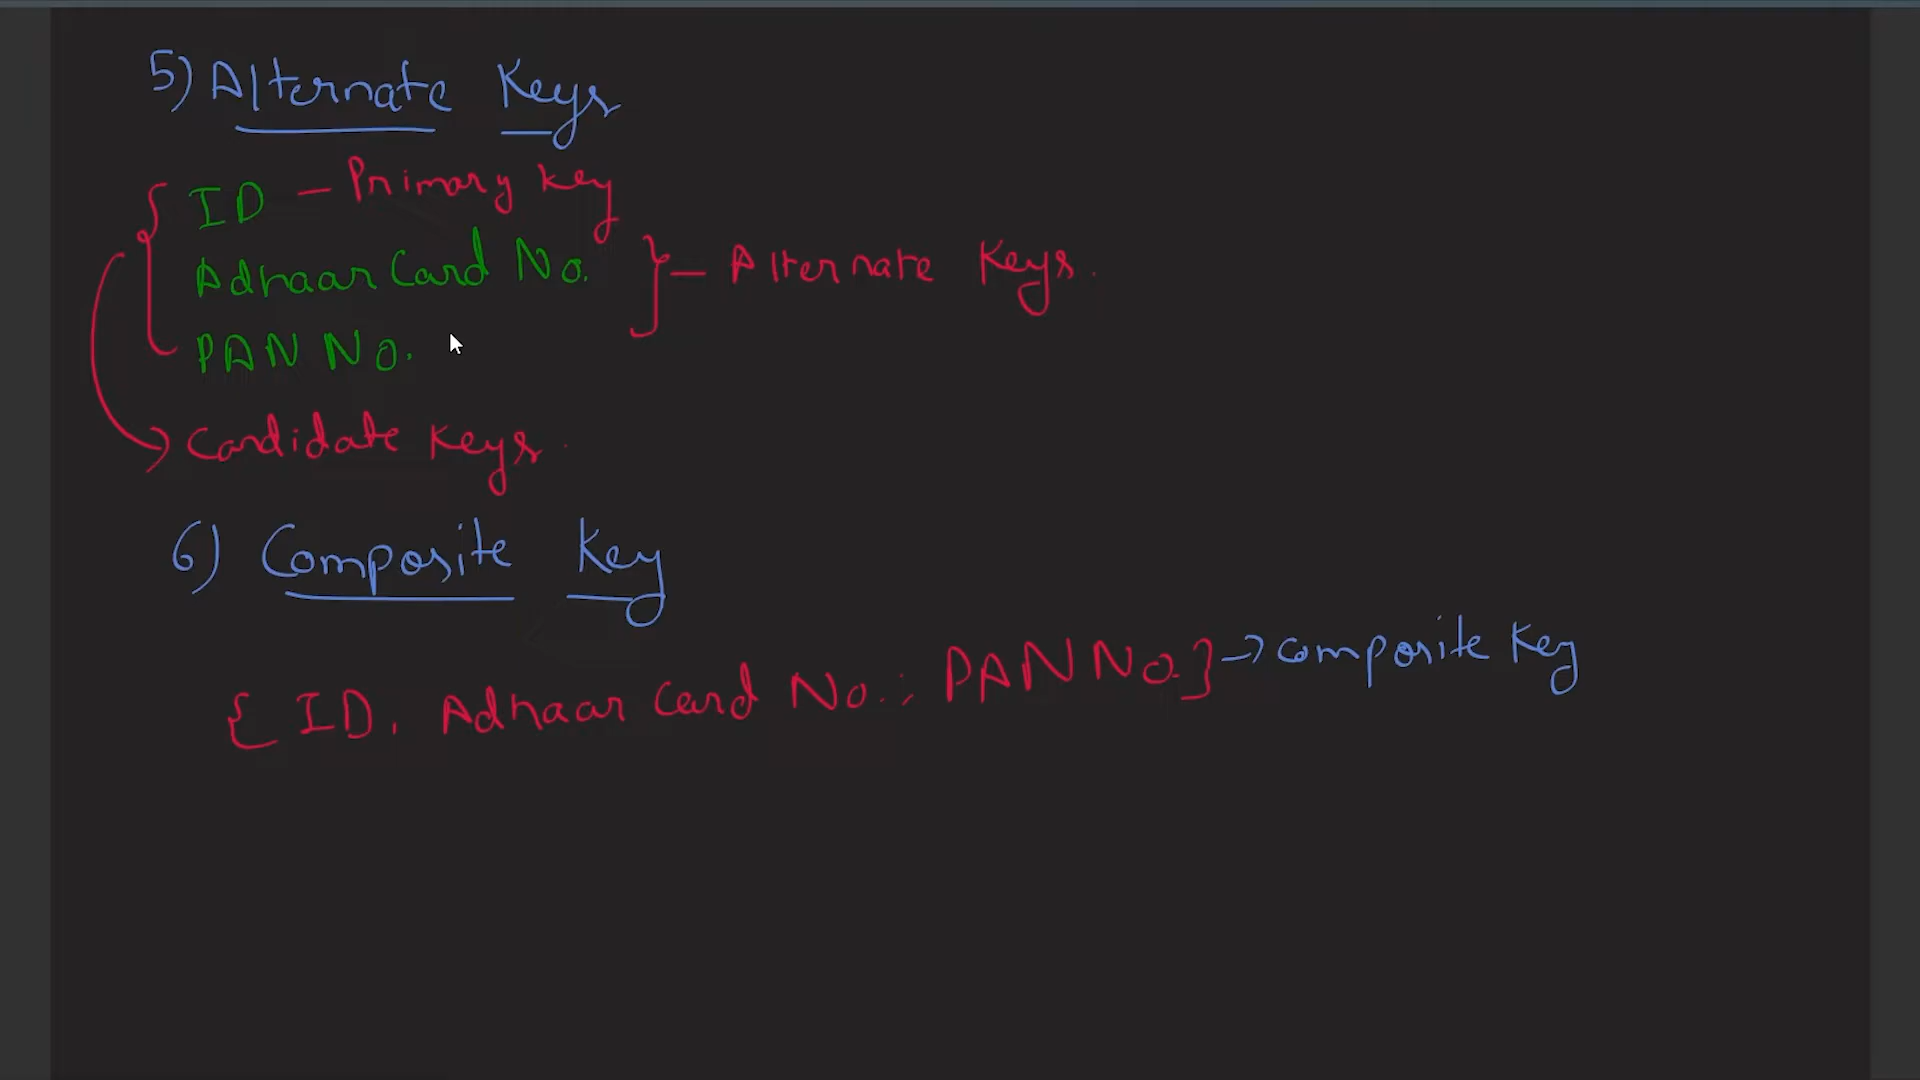 5) Alternate Keys
ID — Primary Key
Adhaar Card No.
} — Alternate Keys.
PAN No.
→ Candidate Keys.
6) Composite Key
{ ID, Adhaar Card No., PAN No. } → Composite Key